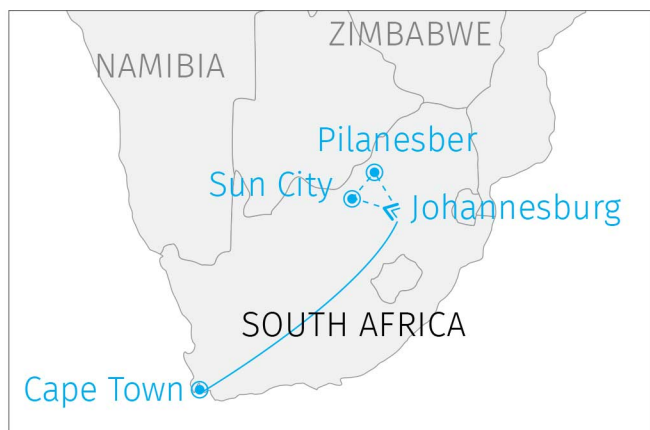 ZIMBABWE
NAMIBIA
Pilanesber
Sun City
Johannesburg
SOUTH AFRICA
Cape Town